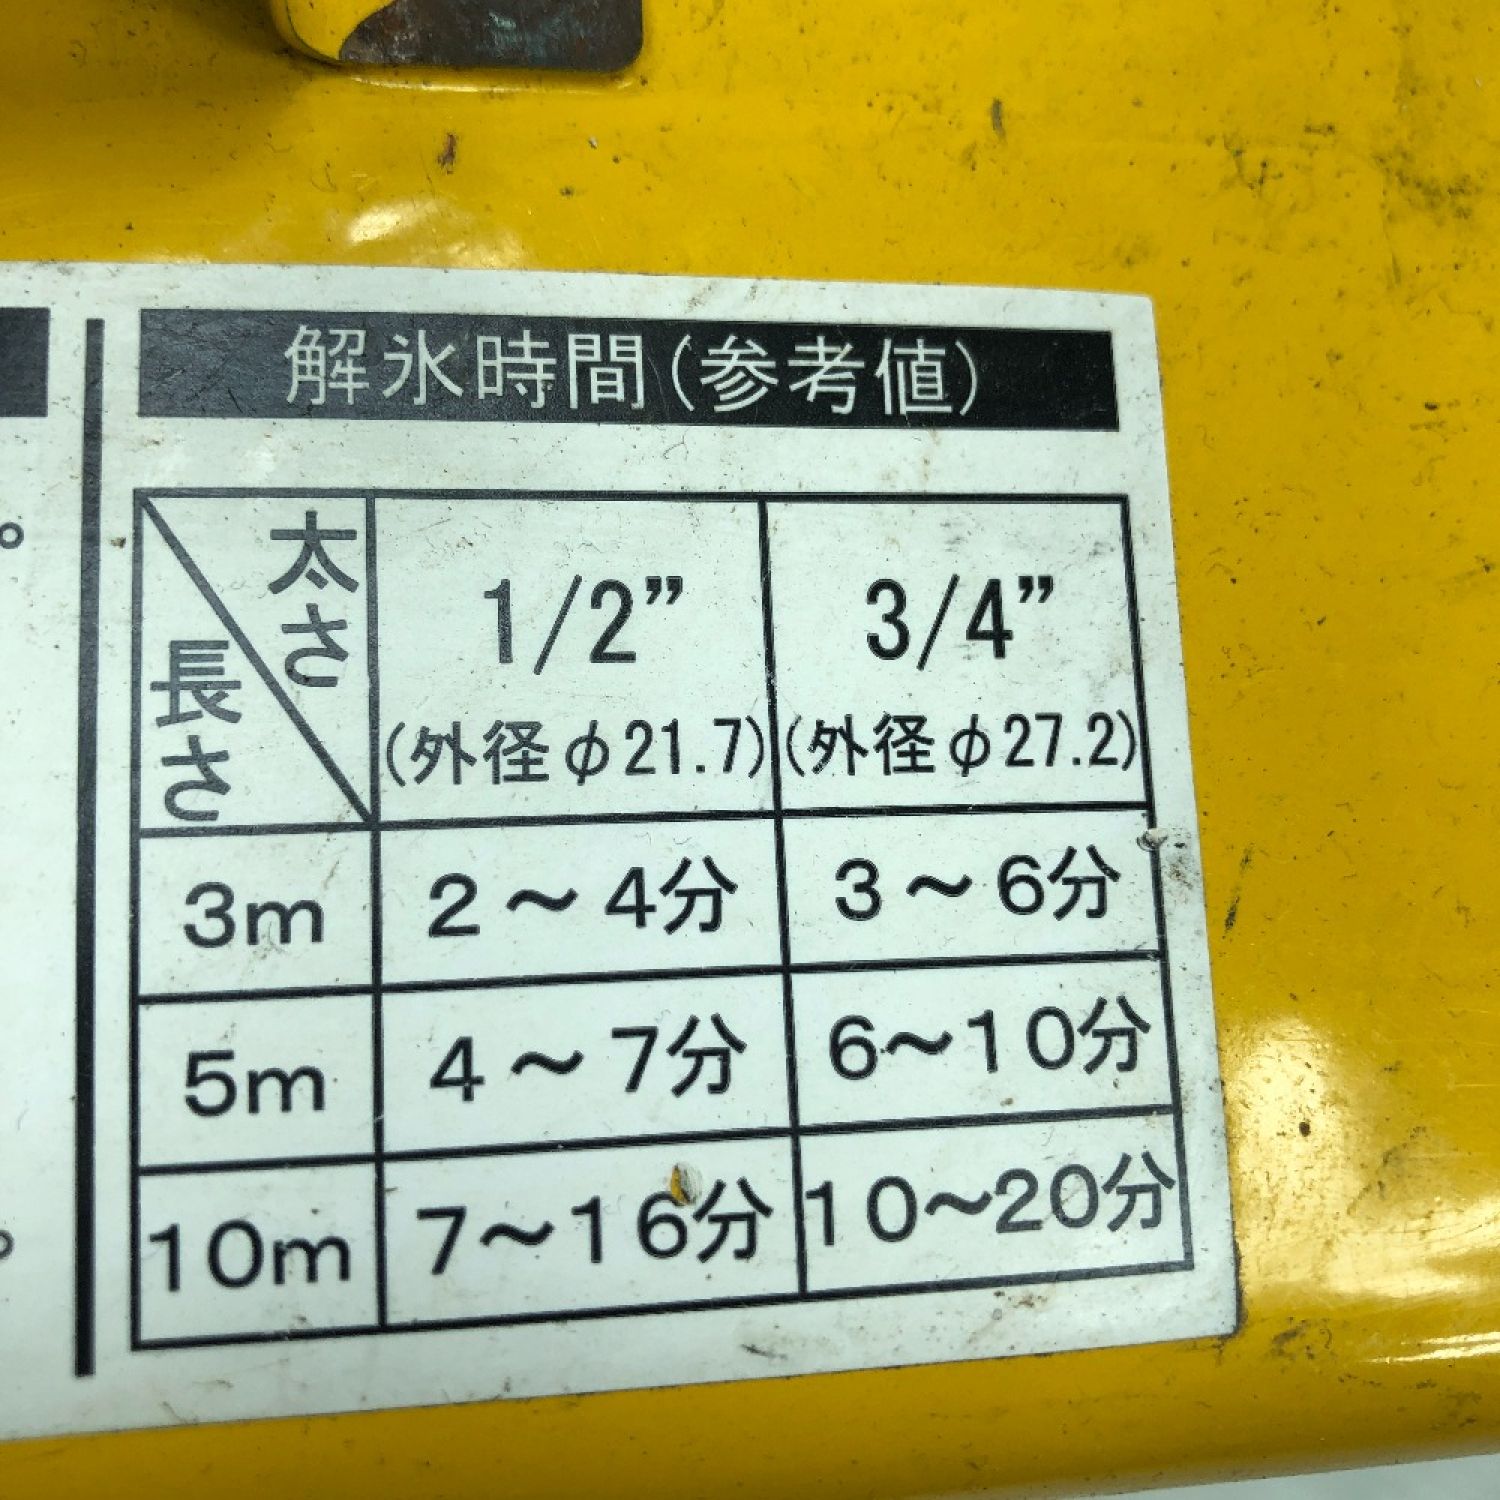 解氷時間(参考値)
太さ
長さ
1/2”
(外径φ21.7)
3/4”
(外径φ27.2)
3m 2～4分 3～6分
5m 4～7分 6～10分
10m 7～16分 10～20分
。
。